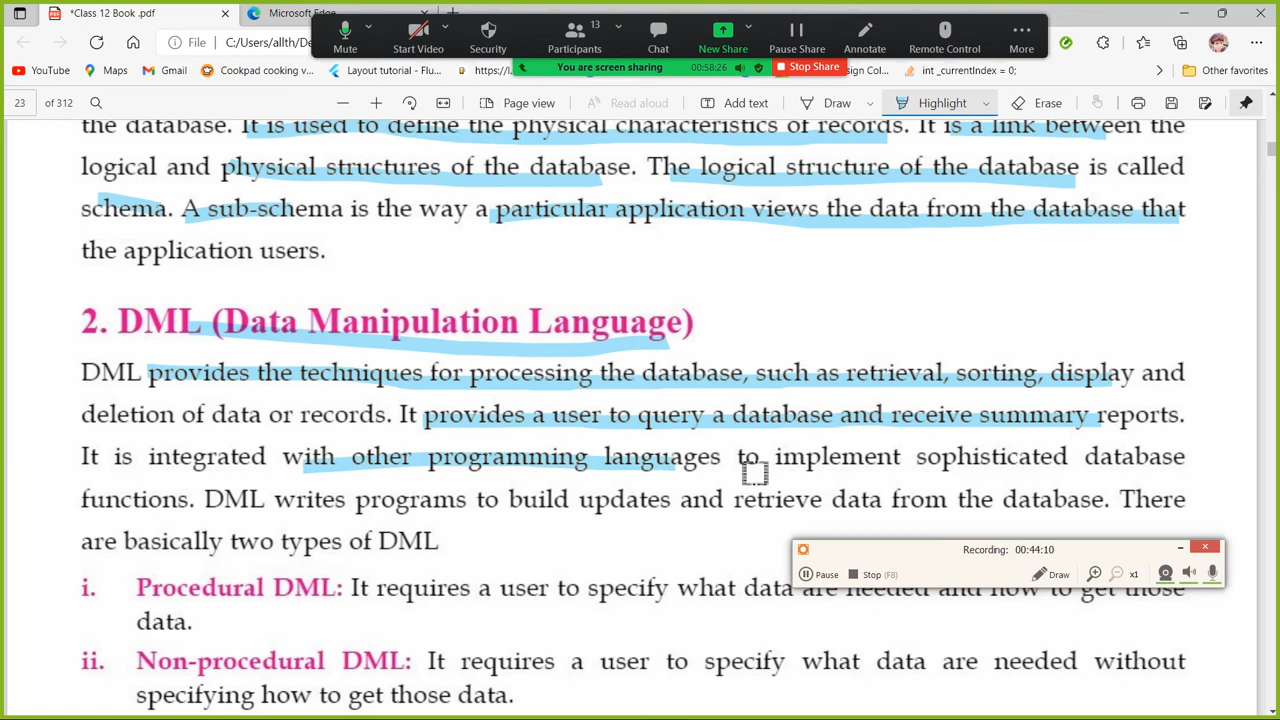 *Class 12 Book .pdf
Microsoft Edge
File
C:/Users/allth/De
Mute
Start Video
Security
Participants
13
Chat
New Share
Pause Share
Annotate
Remote Control
More
You are screen sharing
00:58:26
Stop Share
YouTube
Maps
Gmail
Cookpad cooking v...
Layout tutorial - Flu...
https://l
sign Col...
int _currentIndex = 0;
Other favorites
23
of 312
Page view
Read aloud
Add text
Draw
Highlight
Erase
the database. It is used to define the physical characteristics of records. It is a link between the
logical and physical structures of the database. The logical structure of the database is called
schema. A sub-schema is the way a particular application views the data from the database that
the application users.
2. DML (Data Manipulation Language)
DML provides the techniques for processing the database, such as retrieval, sorting, display and
deletion of data or records. It provides a user to query a database and receive summary reports.
It is integrated with other programming languages to implement sophisticated database
functions. DML writes programs to build updates and retrieve data from the database. There
are basically two types of DML
Recording: 00:44:10
Pause
Stop (F8)
Draw
x1
i. Procedural DML: It requires a user to specify what data are needed and how to get those
data.
ii. Non-procedural DML: It requires a user to specify what data are needed without
specifying how to get those data.